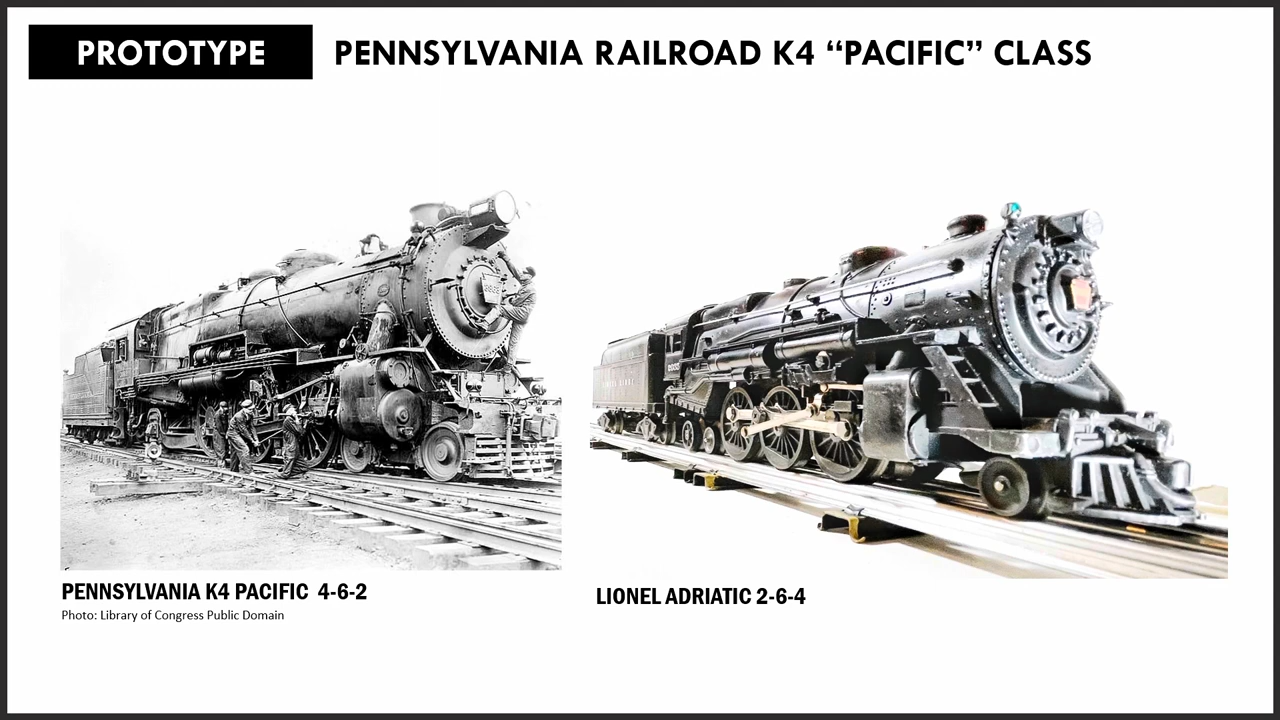 PROTOTYPE
PENNSYLVANIA RAILROAD K4 “PACIFIC” CLASS
PENNSYLVANIA K4 PACIFIC 4-6-2
Photo: Library of Congress Public Domain
LIONEL ADRIATIC 2-6-4